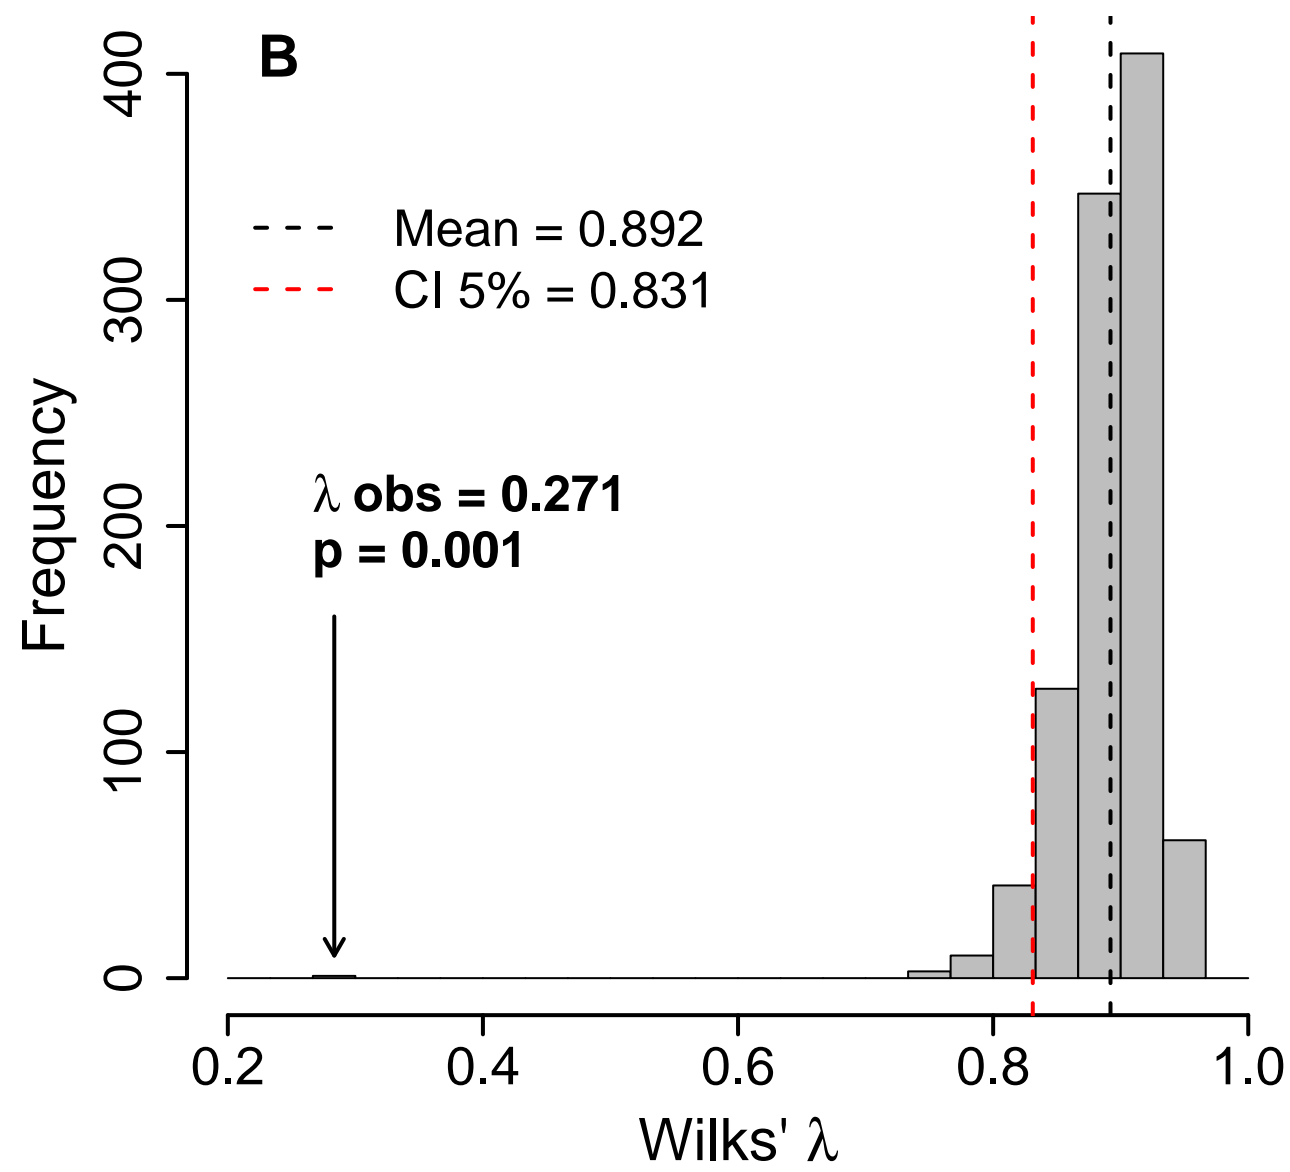 B
400
300
200
100
0
Frequency
Mean = 0.892
CI 5% = 0.831
λ obs = 0.271
p = 0.001
0.2 0.4 0.6 0.8 1.0
Wilks' λ